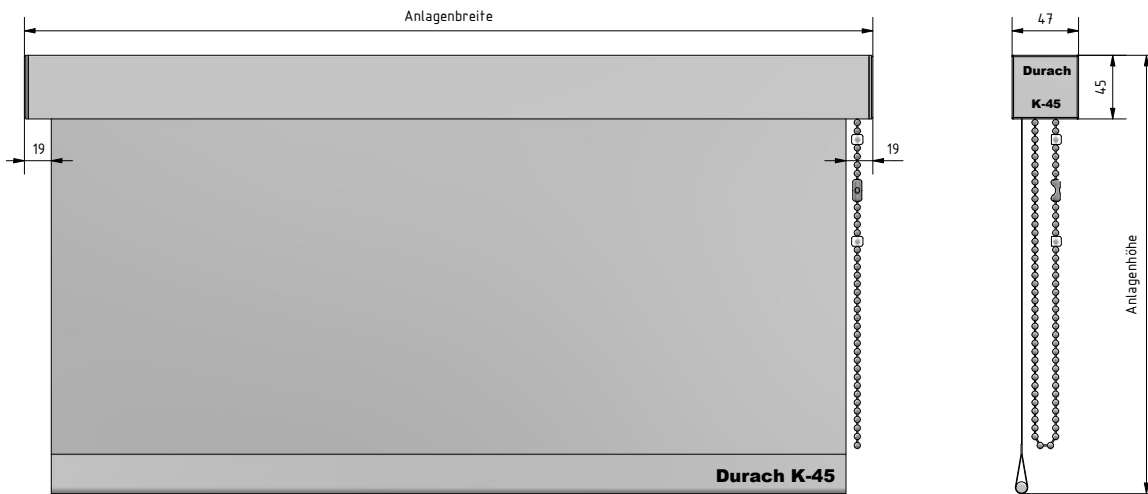 Anlagenbreite
47
Durach
K-45
45
19
19
Anlagenhöhe
Durach K-45